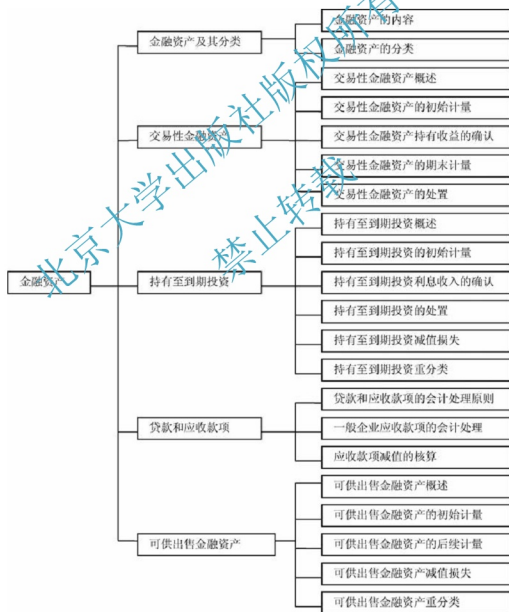 金融资产的内容
金融资产及其分类
金融资产的分类
交易性金融资产概述
交易性金融资产的初始计量
交易性金融资产
交易性金融资产持有收益的确认
交易性金融资产的期末计量
交易性金融资产的处置
持有至到期投资概述
持有至到期投资的初始计量
金融资产
持有至到期投资
持有至到期投资利息收入的确认
持有至到期投资的处置
持有至到期投资减值损失
持有至到期投资重分类
贷款和应收款项的会计处理原则
贷款和应收款项
一般企业应收款项的会计处理
应收款项减值的核算
可供出售金融资产概述
可供出售金融资产的初始计量
可供出售金融资产
可供出售金融资产的后续计量
可供出售金融资产减值损失
可供出售金融资产重分类
北京大学出版社版权所有
禁止转载